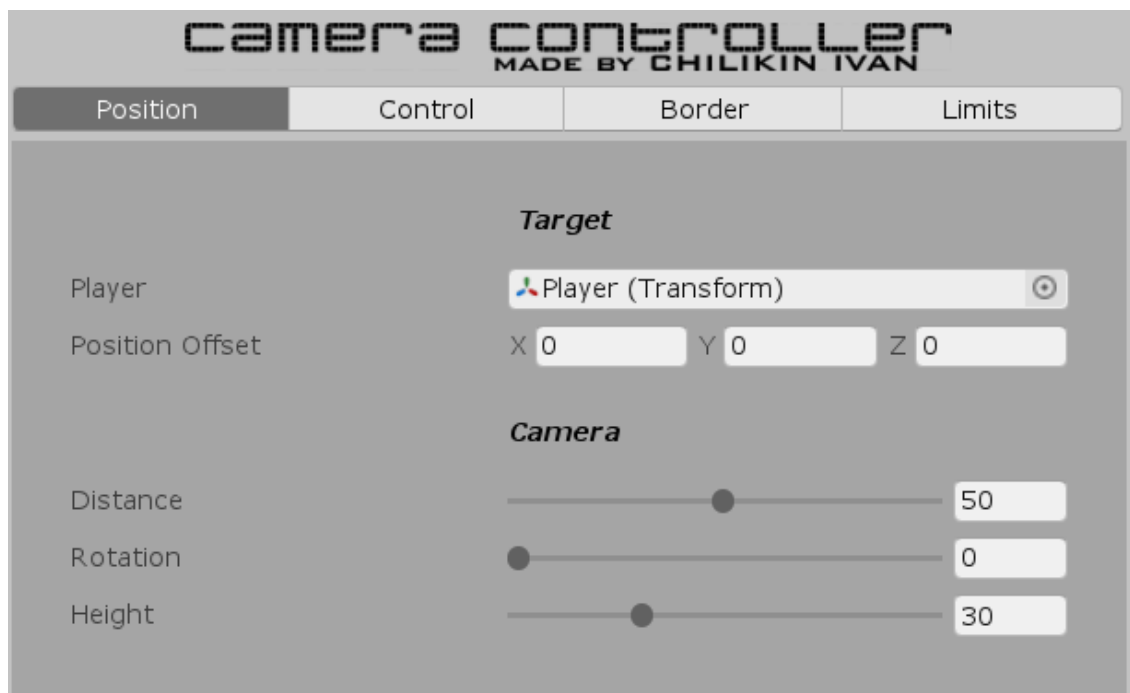 camera controller
MADE BY CHILIKIN IVAN
Position Control Border Limits
Target
Player Player (Transform)
Position Offset X 0 Y 0 Z 0
Camera
Distance 50
Rotation 0
Height 30